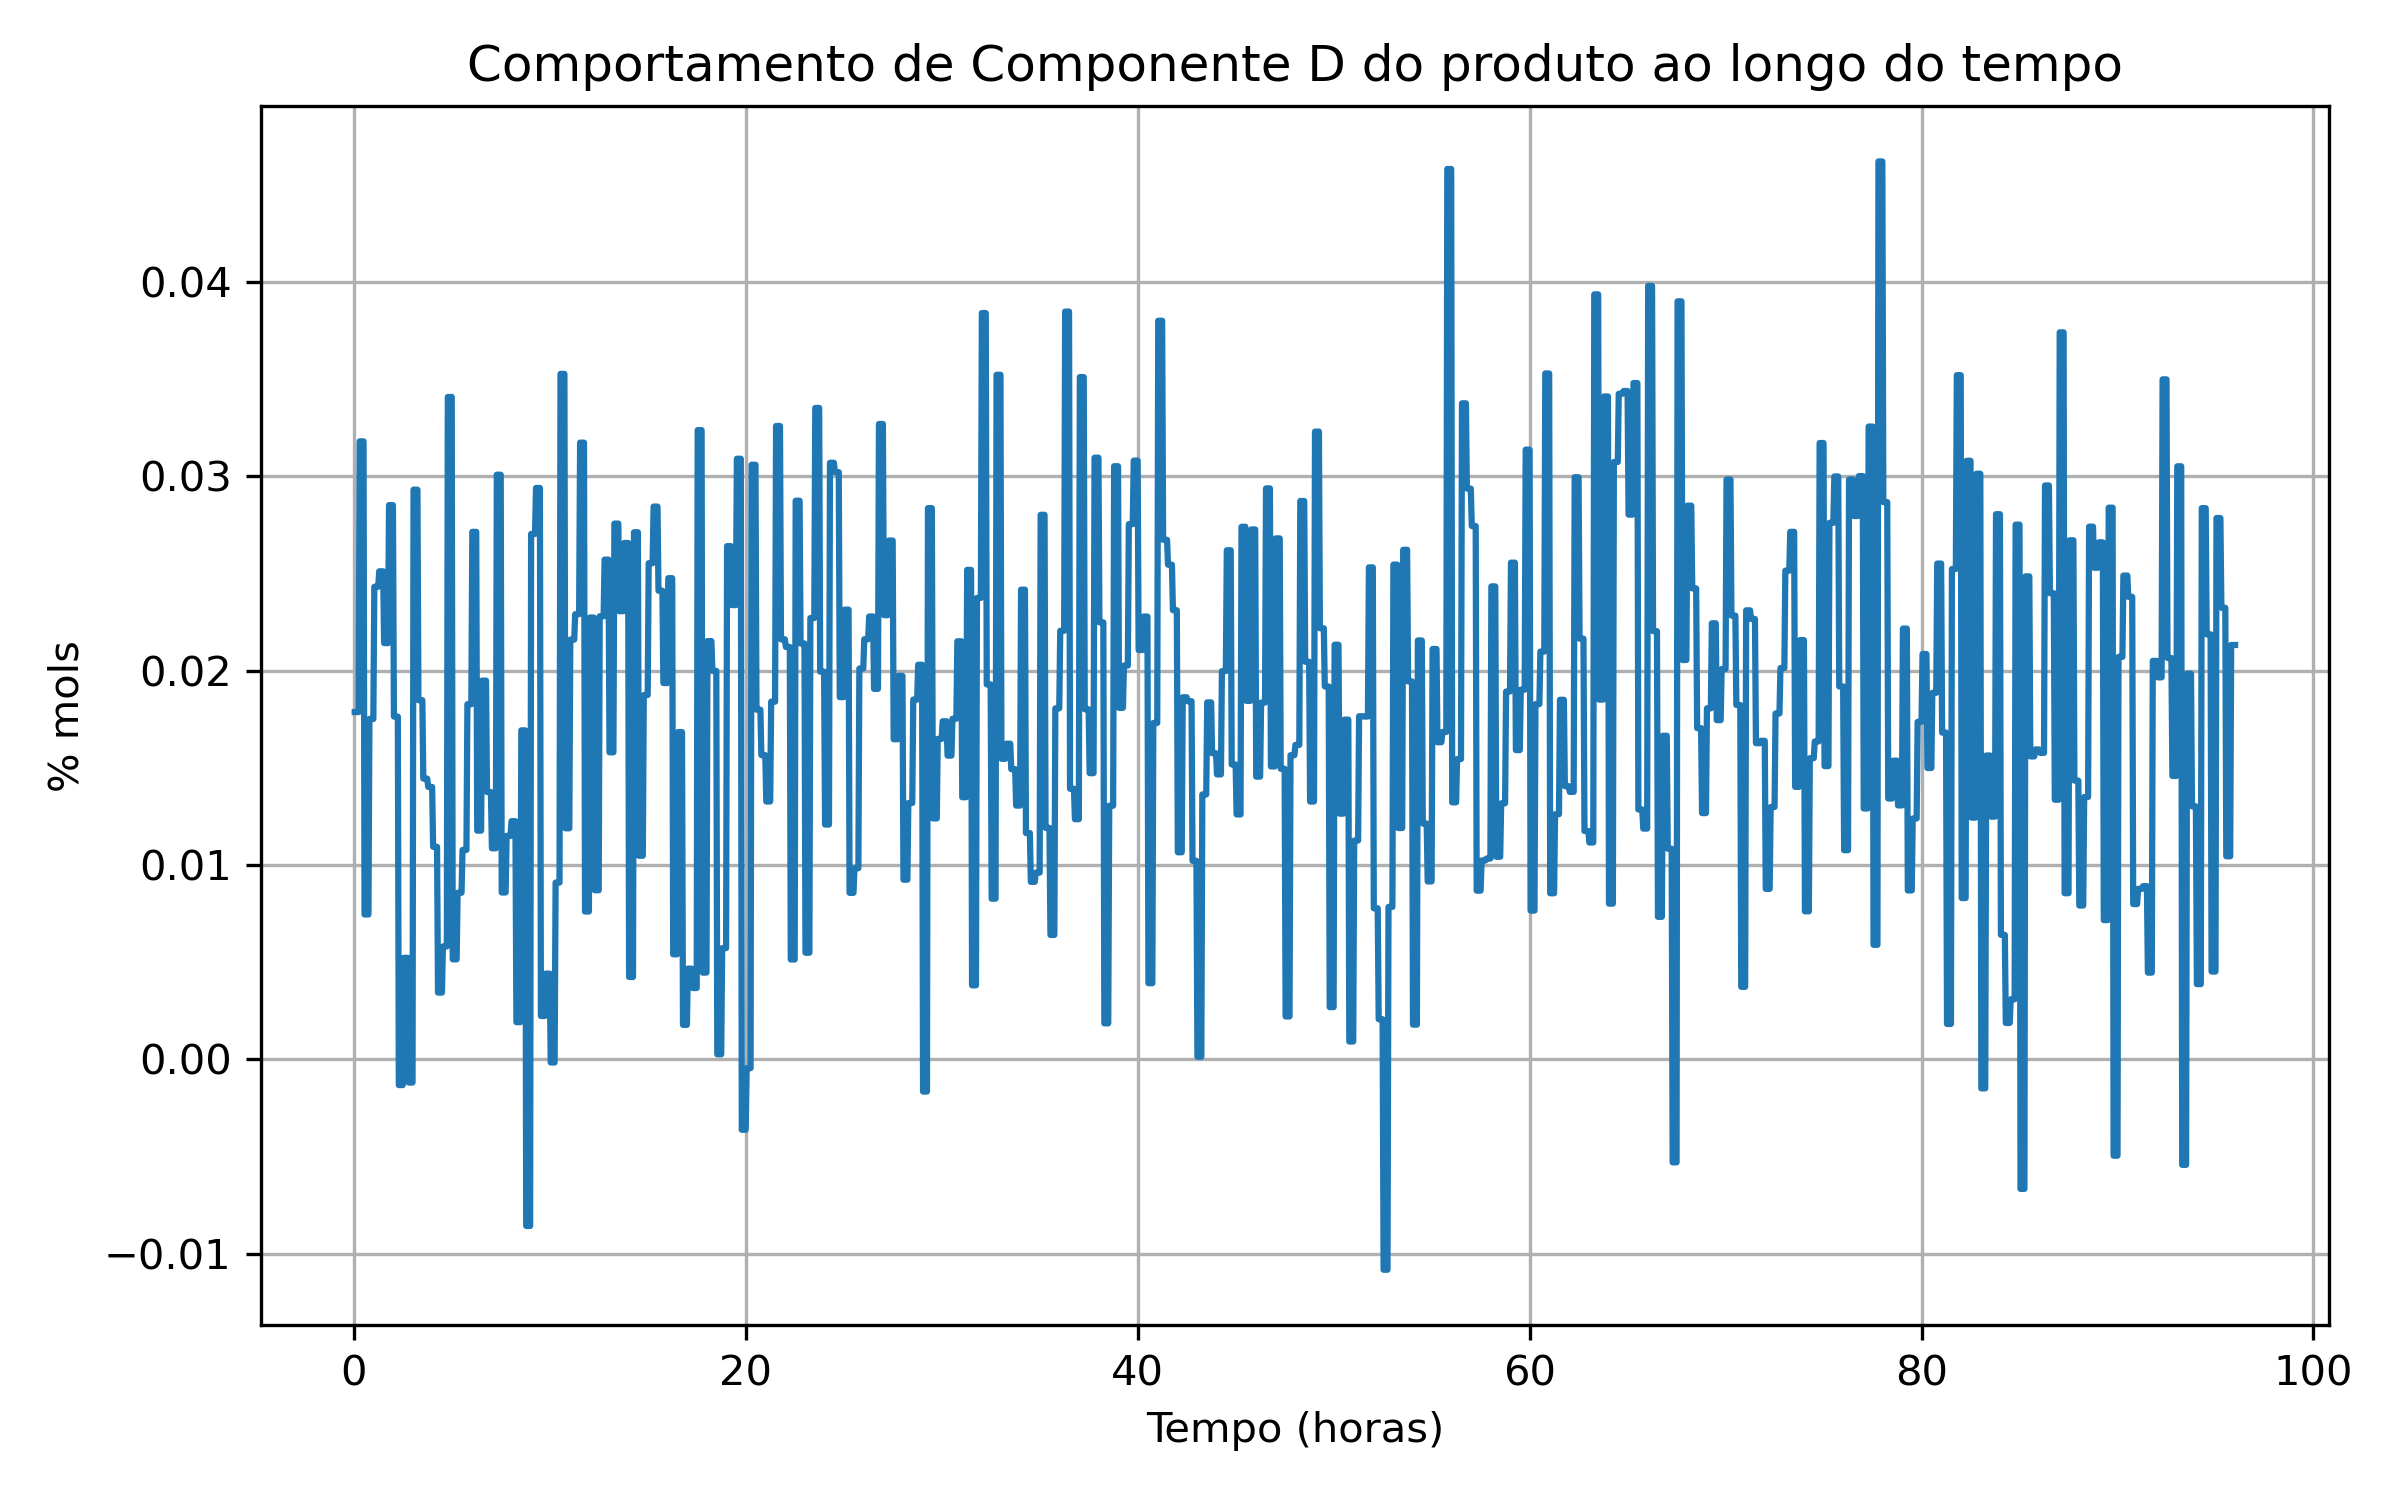 Comportamento de Componente D do produto ao longo do tempo
% mols
0.04
0.03
0.02
0.01
0.00
−0.01
0 20 40 60 80 100
Tempo (horas)